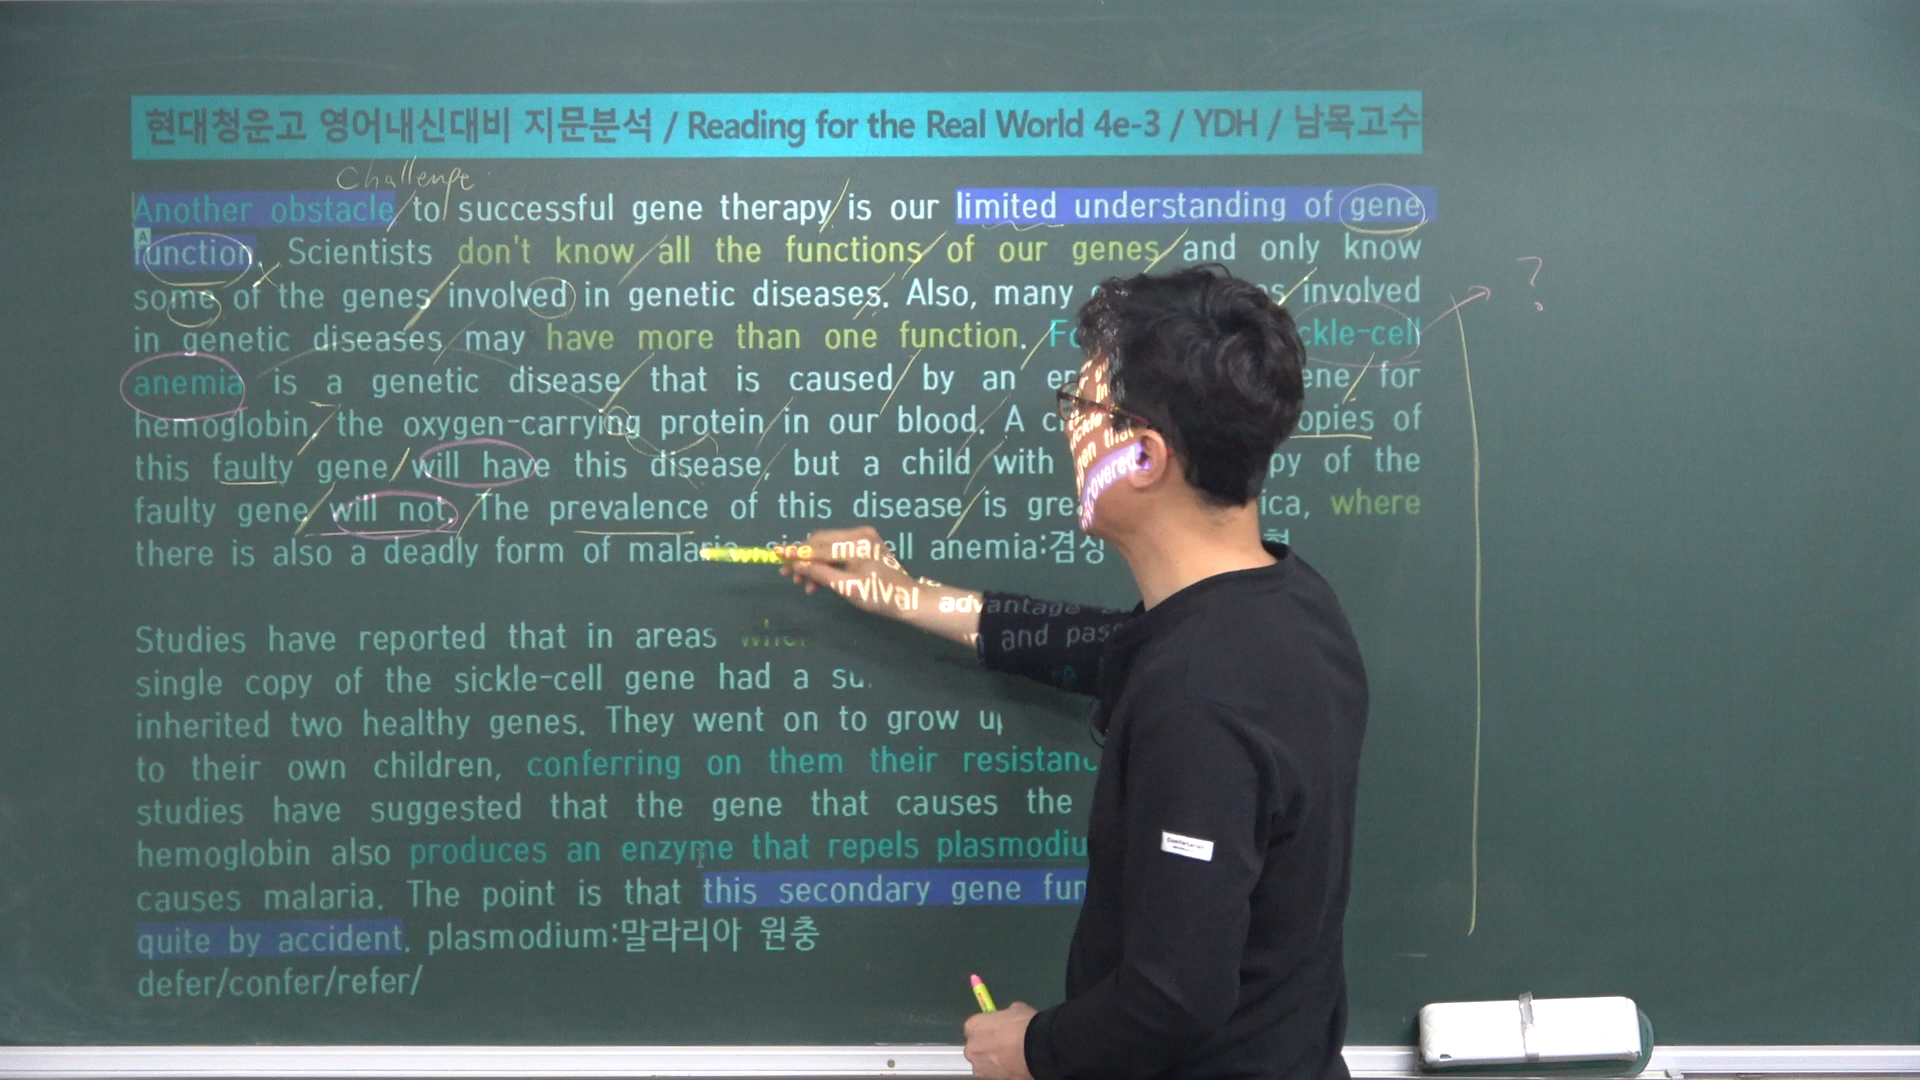 현대청운고 영어내신대비 지문분석 / Reading for the Real World 4e-3 / YDH / 남목고수
Challenge
Another obstacle to successful gene therapy is our limited understanding of gene
function. Scientists don't know all the functions of our genes and only know
some of the genes involved in genetic diseases. Also, many involved
in genetic diseases may have more than one function. ckle-cell
anemia is a genetic disease that is caused by an ene for
hemoglobin, the oxygen-carrying protein in our blood. A opies of
this faulty gene will have this disease, but a child with py of the
faulty gene will not. The prevalence of this disease is ica, where
there is also a deadly form of malaria, ell anemia:겸상
Studies have reported that in areas where
single copy of the sickle-cell gene had a su urvival advantage
inherited two healthy genes. They went on to grow up and pass
to their own children, conferring on them their resistanc
studies have suggested that the gene that causes the
hemoglobin also produces an enzyme that repels plasmodiu
causes malaria. The point is that this secondary gene fun
quite by accident. plasmodium:말라리아 원충
defer/confer/refer/
?